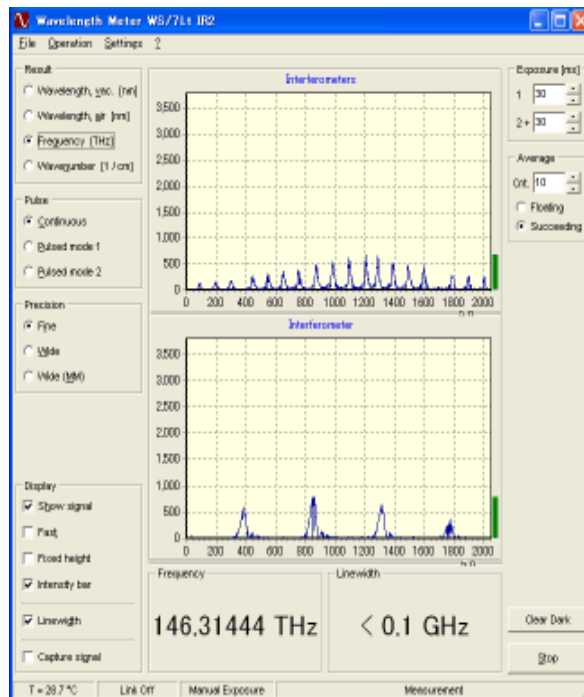 Wavelength Meter WS/7Lt IR2
File Operation Settings ?
Result
Wavelength, vac. [nm]
Wavelength, air [nm]
Frequency [THz]
Wavenumber [1/cm]
Pulse
Continuous
Pulsed mode 1
Pulsed mode 2
Precision
Fine
Wide
Wide (MM)
Display
Show signal
Fast
Fixed height
Intensity bar
Linewidth
Capture signal
Interferometers
3,500
3,000
2,500
2,000
1,500
1,000
500
0
0 200 400 600 800 1000 1200 1400 1600 1800 2000
Interferometer
3,500
3,000
2,500
2,000
1,500
1,000
500
0
0 200 400 600 800 1000 1200 1400 1600 1800 2000
Frequency
146.31444 THz
Linewidth
< 0.1 GHz
Exposure [ms]
1 30
2+ 30
Average
Cnt. 10
Floating
Succeeding
Clear Dark
Stop
T = 28.7 °C Link Off Manual Exposure Measurement